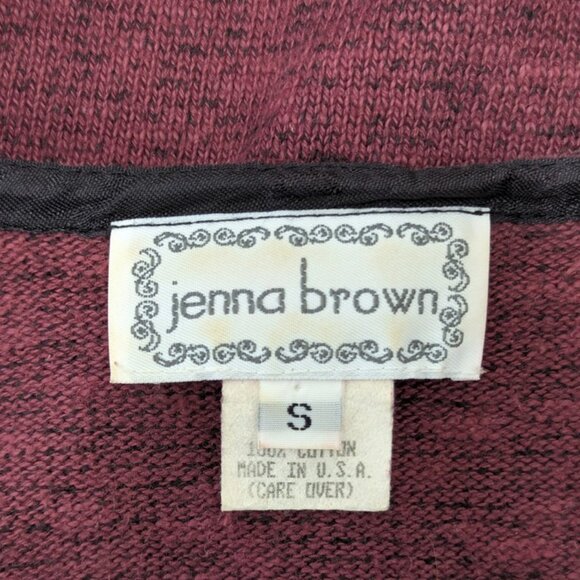 jenna brown
S
100% COTTON
MADE IN U.S.A.
(CARE OVER)